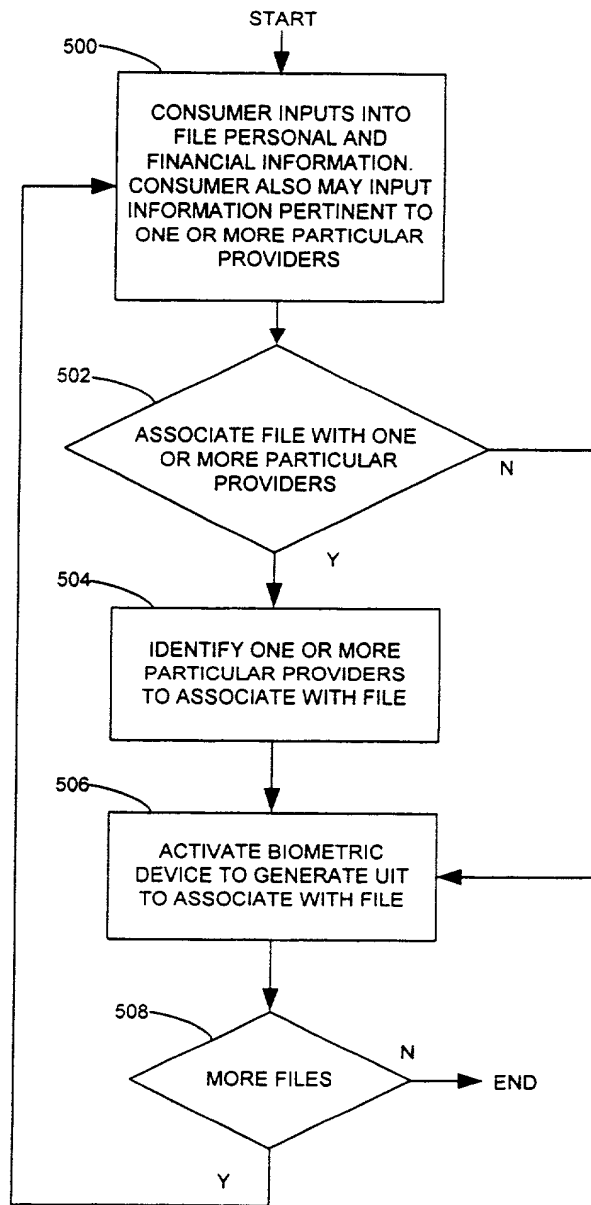 START
500
CONSUMER INPUTS INTO
FILE PERSONAL AND
FINANCIAL INFORMATION.
CONSUMER ALSO MAY INPUT
INFORMATION PERTINENT TO
ONE OR MORE PARTICULAR
PROVIDERS
502
ASSOCIATE FILE WITH ONE
OR MORE PARTICULAR
PROVIDERS
N
Y
504
IDENTIFY ONE OR MORE
PARTICULAR PROVIDERS
TO ASSOCIATE WITH FILE
506
ACTIVATE BIOMETRIC
DEVICE TO GENERATE UIT
TO ASSOCIATE WITH FILE
508
MORE FILES
N
END
Y